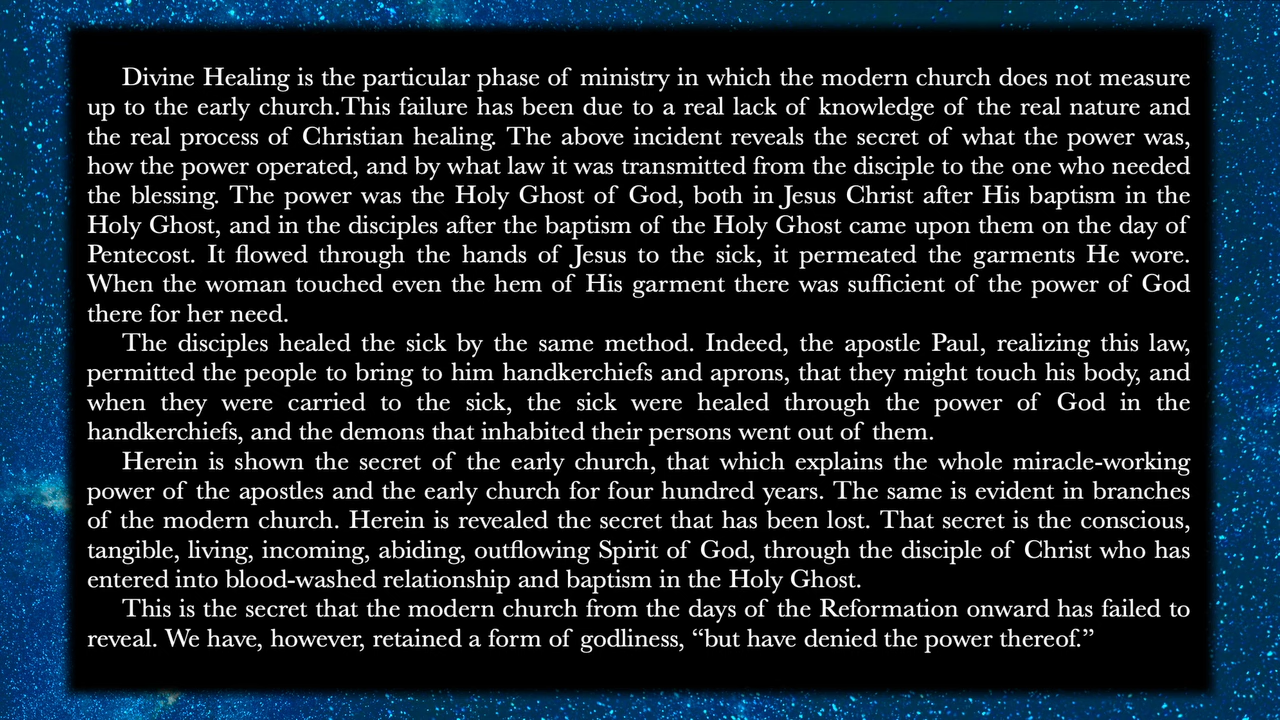 Divine Healing is the particular phase of ministry in which the modern church does not measure
up to the early church.This failure has been due to a real lack of knowledge of the real nature and
the real process of Christian healing. The above incident reveals the secret of what the power was,
how the power operated, and by what law it was transmitted from the disciple to the one who needed
the blessing. The power was the Holy Ghost of God, both in Jesus Christ after His baptism in the
Holy Ghost, and in the disciples after the baptism of the Holy Ghost came upon them on the day of
Pentecost. It flowed through the hands of Jesus to the sick, it permeated the garments He wore.
When the woman touched even the hem of His garment there was sufficient of the power of God
there for her need.
The disciples healed the sick by the same method. Indeed, the apostle Paul, realizing this law,
permitted the people to bring to him handkerchiefs and aprons, that they might touch his body, and
when they were carried to the sick, the sick were healed through the power of God in the
handkerchiefs, and the demons that inhabited their persons went out of them.
Herein is shown the secret of the early church, that which explains the whole miracle-working
power of the apostles and the early church for four hundred years. The same is evident in branches
of the modern church. Herein is revealed the secret that has been lost. That secret is the conscious,
tangible, living, incoming, abiding, outflowing Spirit of God, through the disciple of Christ who has
entered into blood-washed relationship and baptism in the Holy Ghost.
This is the secret that the modern church from the days of the Reformation onward has failed to
reveal. We have, however, retained a form of godliness, “but have denied the power thereof.”